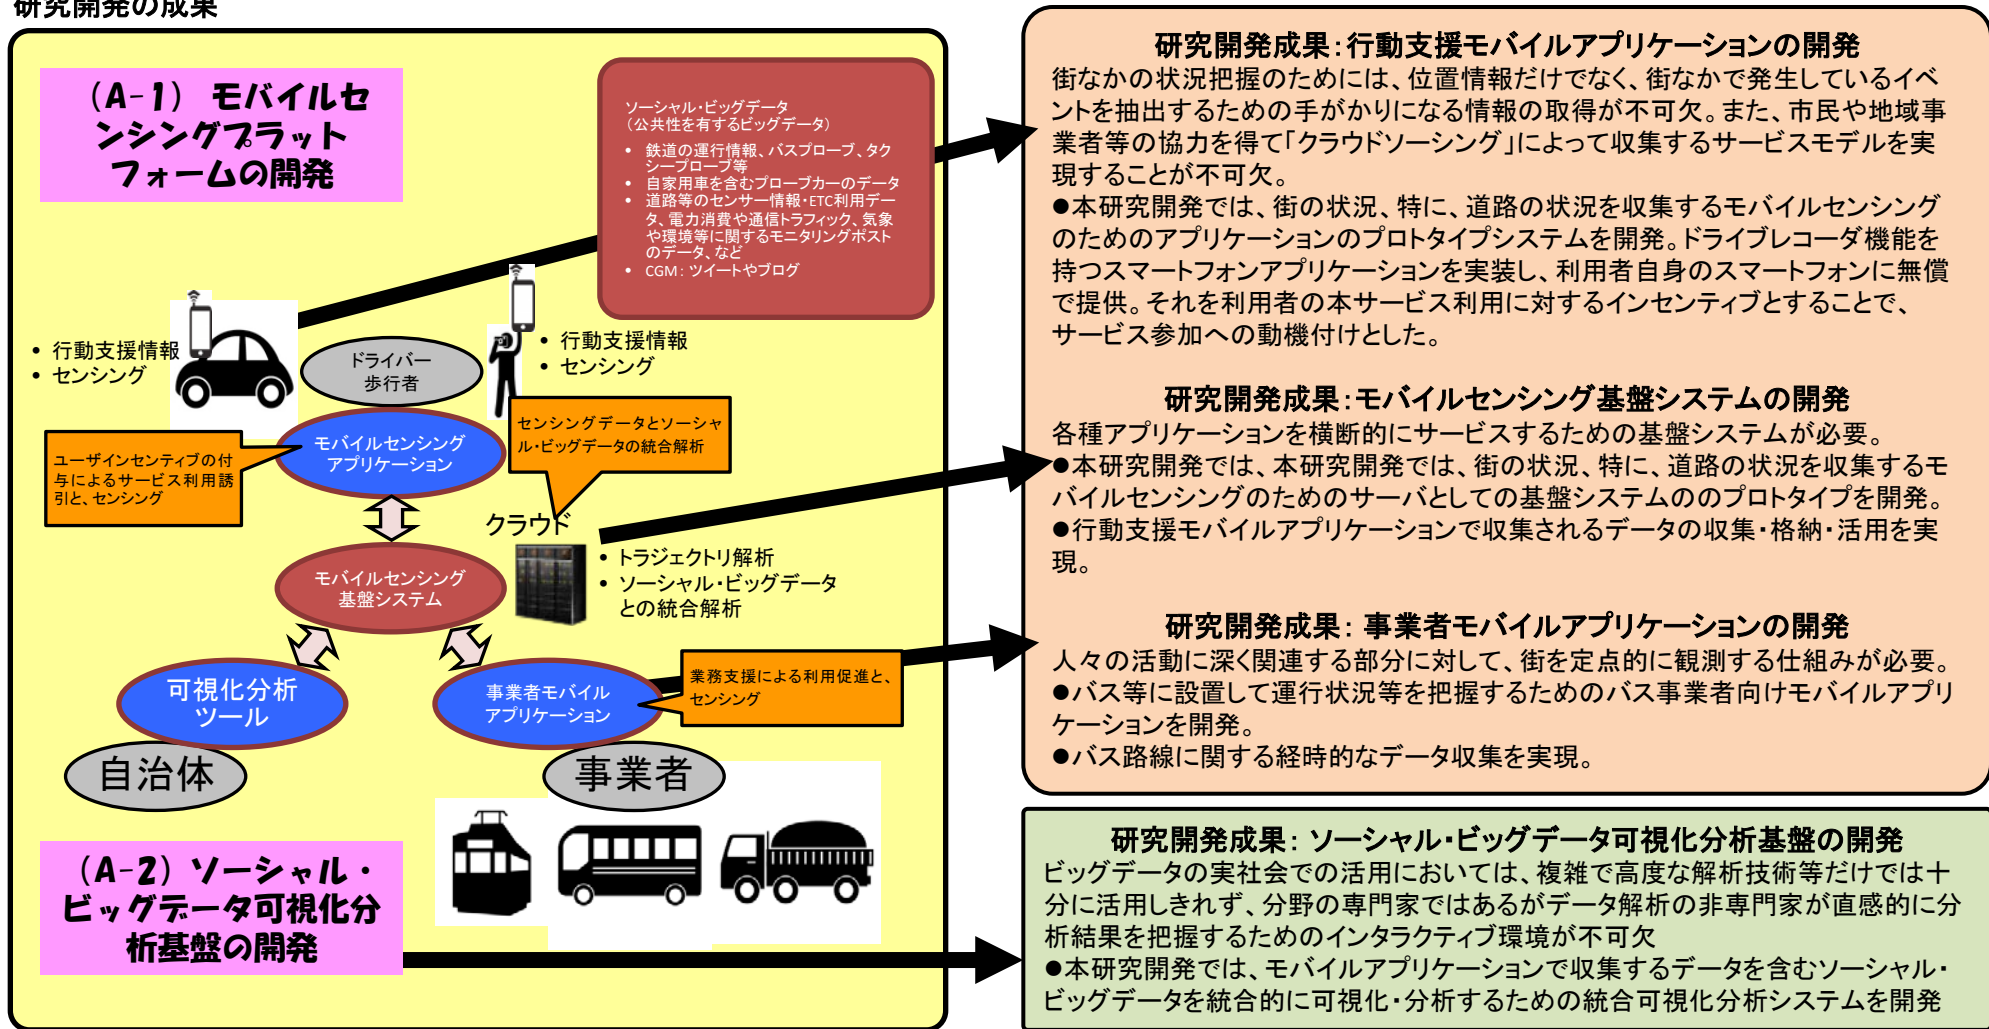 研究開発の成果
(A-1) モバイルセ
ンシングプラット
フォームの開発
ソーシャル・ビッグデータ
(公共性を有するビッグデータ)
• 鉄道の運行情報、バスプローブ、タク
シープローブ等
• 自家用車を含むプローブカーのデータ
• 道路等のセンサー情報・ETC利用デー
タ、電力消費や通信トラフィック、気象
や環境等に関するモニタリングポスト
のデータ、など
• CGM: ツイートやブログ
• 行動支援情報
• センシング
ドライバー
歩行者
• 行動支援情報
• センシング
モバイルセンシング
アプリケーション
ユーザインセンティブの付
与によるサービス利用誘
引と、センシング
センシングデータとソーシャ
ル・ビッグデータの統合解析
クラウド
• トラジェクトリ解析
• ソーシャル・ビッグデータ
との統合解析
モバイルセンシング
基盤システム
可視化分析
ツール
自治体
事業者モバイル
アプリケーション
業務支援による利用促進と、
センシング
事業者
(A-2) ソーシャル・
ビッグデータ可視化分
析基盤の開発
研究開発成果:行動支援モバイルアプリケーションの開発
街なかの状況把握のためには、位置情報だけでなく、街なかで発生しているイベ
ントを抽出するための手がかりになる情報の取得が不可欠。また、市民や地域事
業者等の協力を得て「クラウドソーシング」によって収集するサービスモデルを実
現することが不可欠。
●本研究開発では、街の状況、特に、道路の状況を収集するモバイルセンシング
のためのアプリケーションのプロトタイプシステムを開発。ドライブレコーダ機能を
持つスマートフォンアプリケーションを実装し、利用者自身のスマートフォンに無償
で提供。それを利用者の本サービス利用に対するインセンティブとすることで、
サービス参加への動機付けとした。
研究開発成果:モバイルセンシング基盤システムの開発
各種アプリケーションを横断的にサービスするための基盤システムが必要。
●本研究開発では、本研究開発では、街の状況、特に、道路の状況を収集するモ
バイルセンシングのためのサーバとしての基盤システムののプロトタイプを開発。
●行動支援モバイルアプリケーションで収集されるデータの収集・格納・活用を実
現。
研究開発成果: 事業者モバイルアプリケーションの開発
人々の活動に深く関連する部分に対して、街を定点的に観測する仕組みが必要。
●バス等に設置して運行状況等を把握するためのバス事業者向けモバイルアプリ
ケーションを開発。
●バス路線に関する経時的なデータ収集を実現。
研究開発成果: ソーシャル・ビッグデータ可視化分析基盤の開発
ビッグデータの実社会での活用においては、複雑で高度な解析技術等だけでは十
分に活用しきれず、分野の専門家ではあるがデータ解析の非専門家が直感的に分
析結果を把握するためのインタラクティブ環境が不可欠
●本研究開発では、モバイルアプリケーションで収集するデータを含むソーシャル・
ビッグデータを統合的に可視化・分析するための統合可視化分析システムを開発